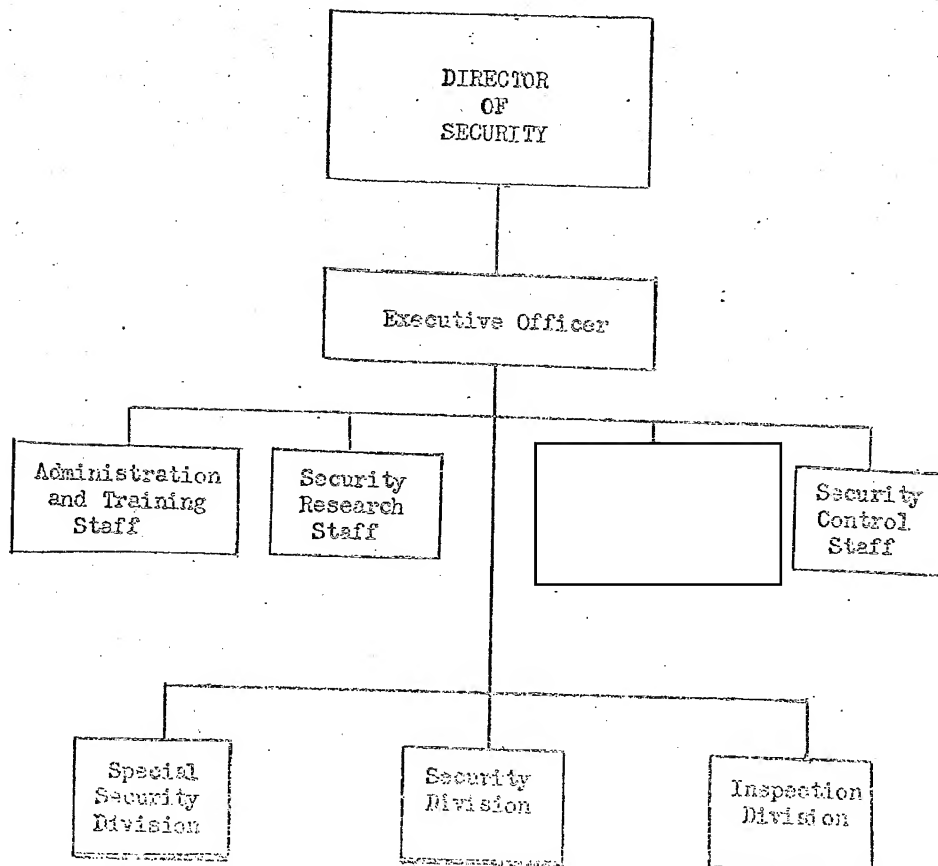 DIRECTOR
OF
SECURITY
Executive Officer
Administration
and Training
Staff
Security
Research
Staff
Security
Control
Staff
Special
Security
Division
Security
Division
Inspection
Division